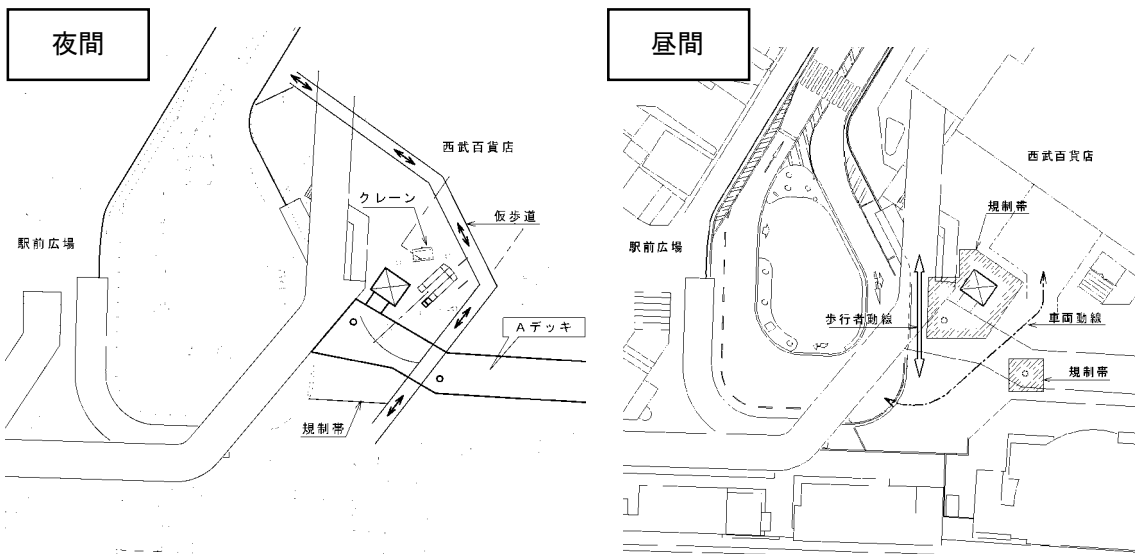 夜間
西武百貨店
クレーン
仮歩道
駅前広場
Aデッキ
規制帯
昼間
西武百貨店
規制帯
駅前広場
歩行者動線
車両動線
規制帯